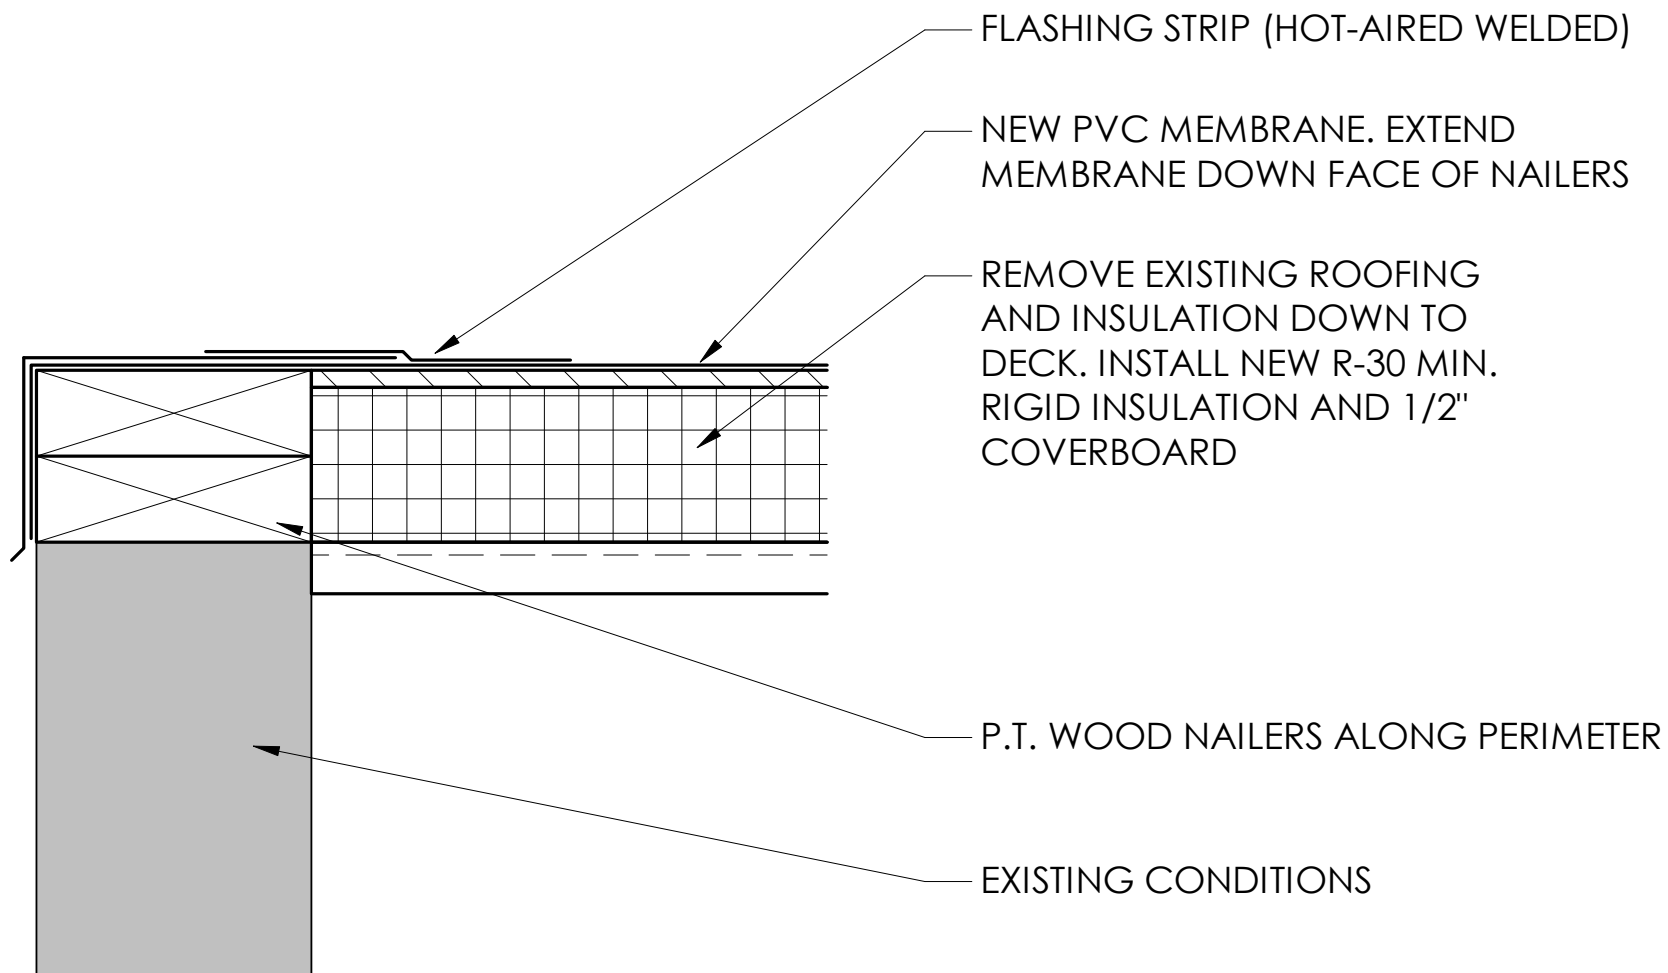 FLASHING STRIP (HOT-AIRED WELDED)
NEW PVC MEMBRANE. EXTEND
MEMBRANE DOWN FACE OF NAILERS
REMOVE EXISTING ROOFING
AND INSULATION DOWN TO
DECK. INSTALL NEW R-30 MIN.
RIGID INSULATION AND 1/2"
COVERBOARD
P.T. WOOD NAILERS ALONG PERIMETER
EXISTING CONDITIONS